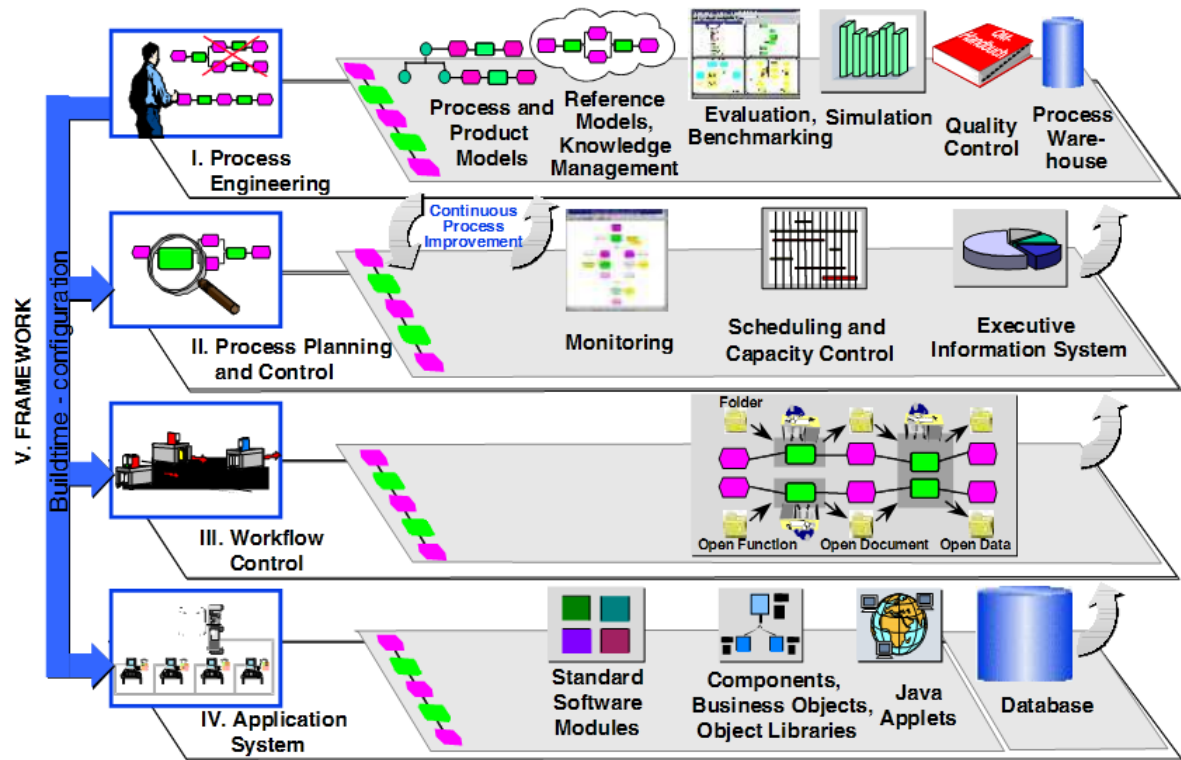 QM-
Handbuch
Process and
Product
Models
Reference
Models,
Knowledge
Management
Evaluation,
Benchmarking
Simulation
Quality
Control
Process
Ware-
house
I. Process
Engineering
Continuous
Process
Improvement
Monitoring
Scheduling and
Capacity Control
Executive
Information System
II. Process Planning
and Control
V. FRAMEWORK
Buildtime - configuration
Folder
Open Function
Open Document
Open Data
III. Workflow
Control
Standard
Software
Modules
Components,
Business Objects,
Object Libraries
Java
Applets
Database
IV. Application
System